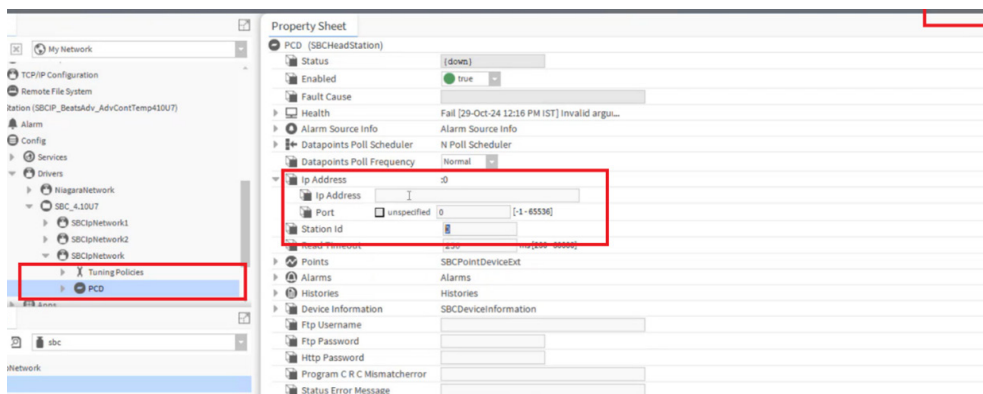 Property Sheet
My Network
TCP/IP Configuration
Remote File System
Station (SBCIP_BeatsAdv_AdvContTemp410U7)
Alarm
Config
Services
Drivers
NiagaraNetwork
SBC_4.10U7
SBCIpNetwork1
SBCIpNetwork2
SBCIpNetwork
Tuning Policies
PCD
Apps
sbc
pNetwork
PCD (SBCHeadStation)
Status {down}
Enabled true
Fault Cause
Health Fail [29-Oct-24 12:16 PM IST] Invalid argu...
Alarm Source Info Alarm Source Info
Datapoints Poll Scheduler N Poll Scheduler
Datapoints Poll Frequency Normal
Ip Address :0
Ip Address
Port unspecified 0 [-1 - 65536]
Station Id
Read Timeout
Points SBCPointDeviceExt
Alarms Alarms
Histories Histories
Device Information SBCDeviceInformation
Ftp Username
Ftp Password
Http Password
Program C R C Mismatcherror
Status Error Message